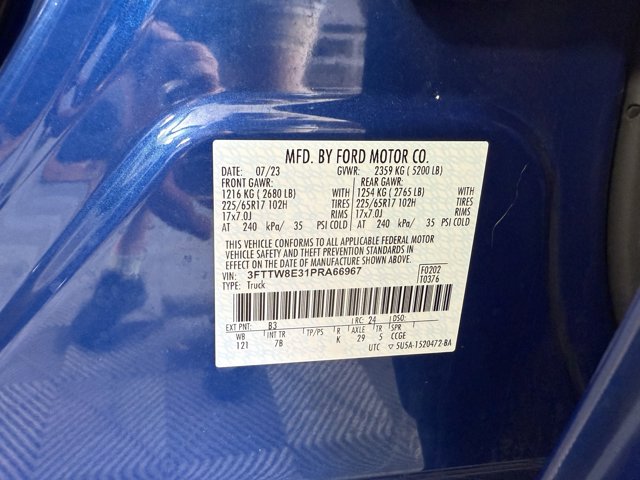 MFD. BY FORD MOTOR CO.
DATE: 07/23 GVWR: 2359 KG ( 5200 LB)
FRONT GAWR: REAR GAWR:
1216 KG ( 2680 LB) WITH 1254 KG ( 2765 LB) WITH
225/65R17 102H TIRES 225/65R17 102H TIRES
17x7.0J RIMS 17x7.0J RIMS
AT 240 kPa/ 35 PSI COLD AT 240 kPa/ 35 PSI COLD
THIS VEHICLE CONFORMS TO ALL APPLICABLE FEDERAL MOTOR
VEHICLE SAFETY AND THEFT PREVENTION STANDARDS IN
EFFECT ON THE DATE OF MANUFACTURE SHOWN ABOVE.
VIN: 3FTTW8E31PRA66967 F0202
TYPE: Truck T0376
EXT PNT: B3 RC: 24 DSO:
WB INT TR TP/PS R AXLE TR SPR
121 7B K 29 5 CCGE
UTC ▽ 5U5A-1520472-BA